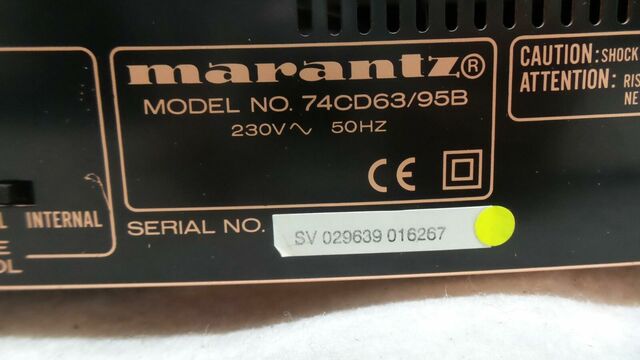 marantz®
MODEL NO. 74CD63/95B
230V∿ 50HZ
CE
SERIAL NO. SV 029639 016267
INTERNAL
CAUTION: SHOCK
ATTENTION: RIS
NE